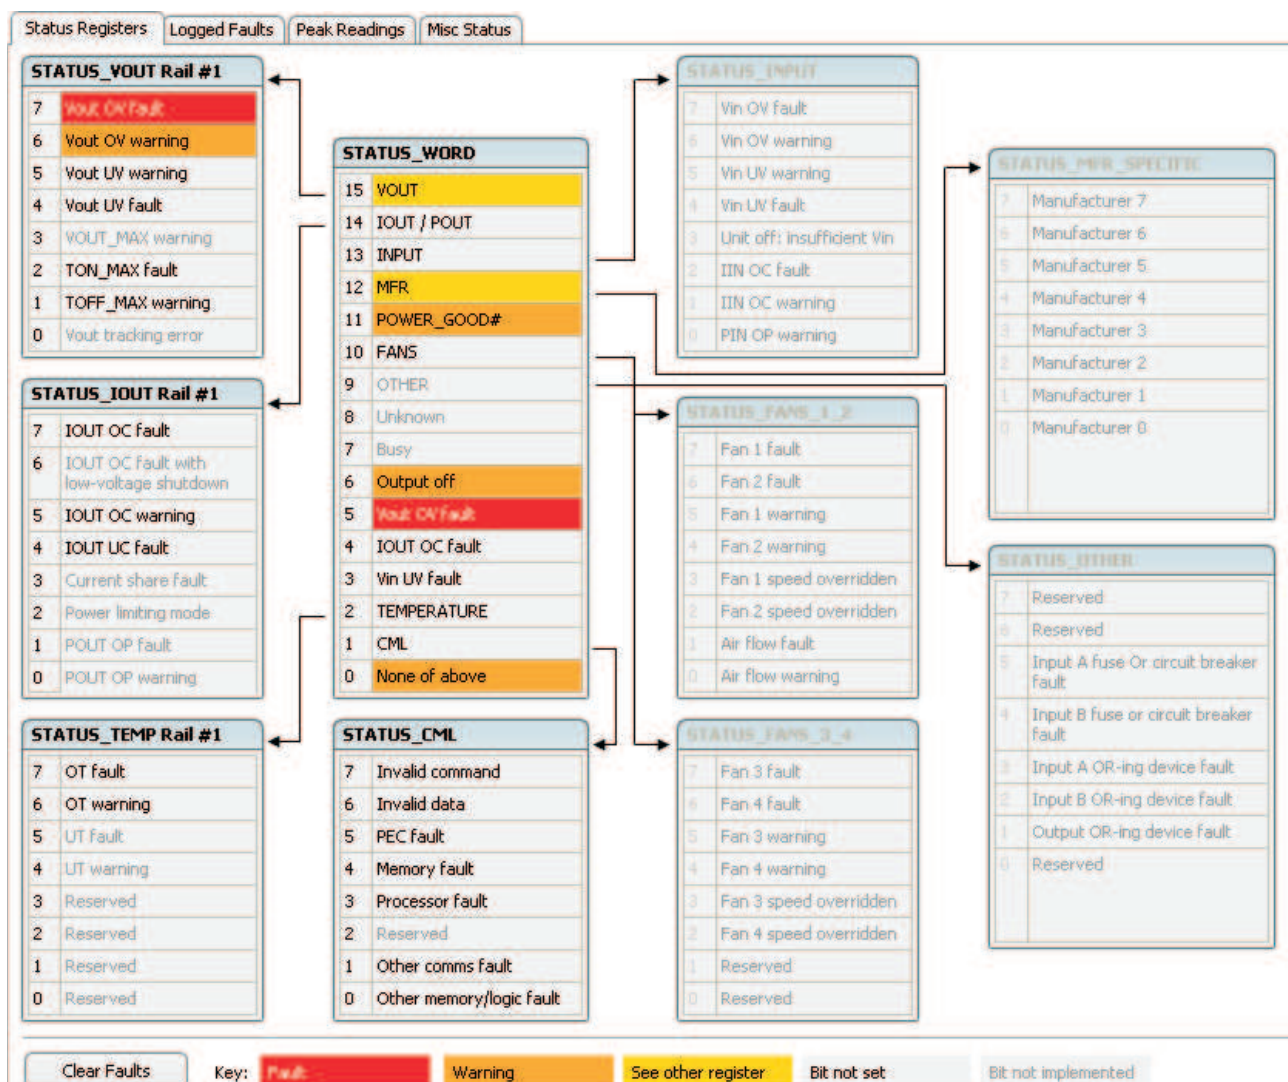 Status Registers Logged Faults Peak Readings Misc Status
STATUS_VOUT Rail #1
7 Vout OV fault
6 Vout OV warning
5 Vout UV warning
4 Vout UV fault
3 VOUT_MAX warning
2 TON_MAX fault
1 TOFF_MAX warning
0 Vout tracking error
STATUS_IOUT Rail #1
7 IOUT OC fault
6 IOUT OC fault with
low-voltage shutdown
5 IOUT OC warning
4 IOUT UC fault
3 Current share fault
2 Power limiting mode
1 POUT OP fault
0 POUT OP warning
STATUS_TEMP Rail #1
7 OT fault
6 OT warning
5 UT fault
4 UT warning
3 Reserved
2 Reserved
1 Reserved
0 Reserved
STATUS_WORD
15 VOUT
14 IOUT / POUT
13 INPUT
12 MFR
11 POWER_GOOD#
10 FANS
9 OTHER
8 Unknown
7 Busy
6 Output off
5 Vout OV fault
4 IOUT OC fault
3 Vin UV fault
2 TEMPERATURE
1 CML
0 None of above
STATUS_CML
7 Invalid command
6 Invalid data
5 PEC fault
4 Memory fault
3 Processor fault
2 Reserved
1 Other comms fault
0 Other memory/logic fault
STATUS_INPUT
7 Vin OV fault
6 Vin OV warning
5 Vin UV warning
4 Vin UV fault
3 Unit off: insufficient Vin
2 IIN OC fault
1 IIN OC warning
0 PIN OP warning
STATUS_FANS_1_2
7 Fan 1 fault
6 Fan 2 fault
5 Fan 1 warning
4 Fan 2 warning
3 Fan 1 speed overridden
2 Fan 2 speed overridden
1 Air flow fault
0 Air flow warning
STATUS_FANS_3_4
7 Fan 3 fault
6 Fan 4 fault
5 Fan 3 warning
4 Fan 4 warning
3 Fan 3 speed overridden
2 Fan 4 speed overridden
1 Reserved
0 Reserved
STATUS_MFR_SPECIFIC
7 Manufacturer 7
6 Manufacturer 6
5 Manufacturer 5
4 Manufacturer 4
3 Manufacturer 3
2 Manufacturer 2
1 Manufacturer 1
0 Manufacturer 0
STATUS_OTHER
7 Reserved
6 Reserved
5 Input A fuse Or circuit breaker
fault
4 Input B fuse or circuit breaker
fault
3 Input A OR-ing device fault
2 Input B OR-ing device fault
1 Output OR-ing device fault
0 Reserved
Clear Faults Key: Fault Warning See other register Bit not set Bit not implemented